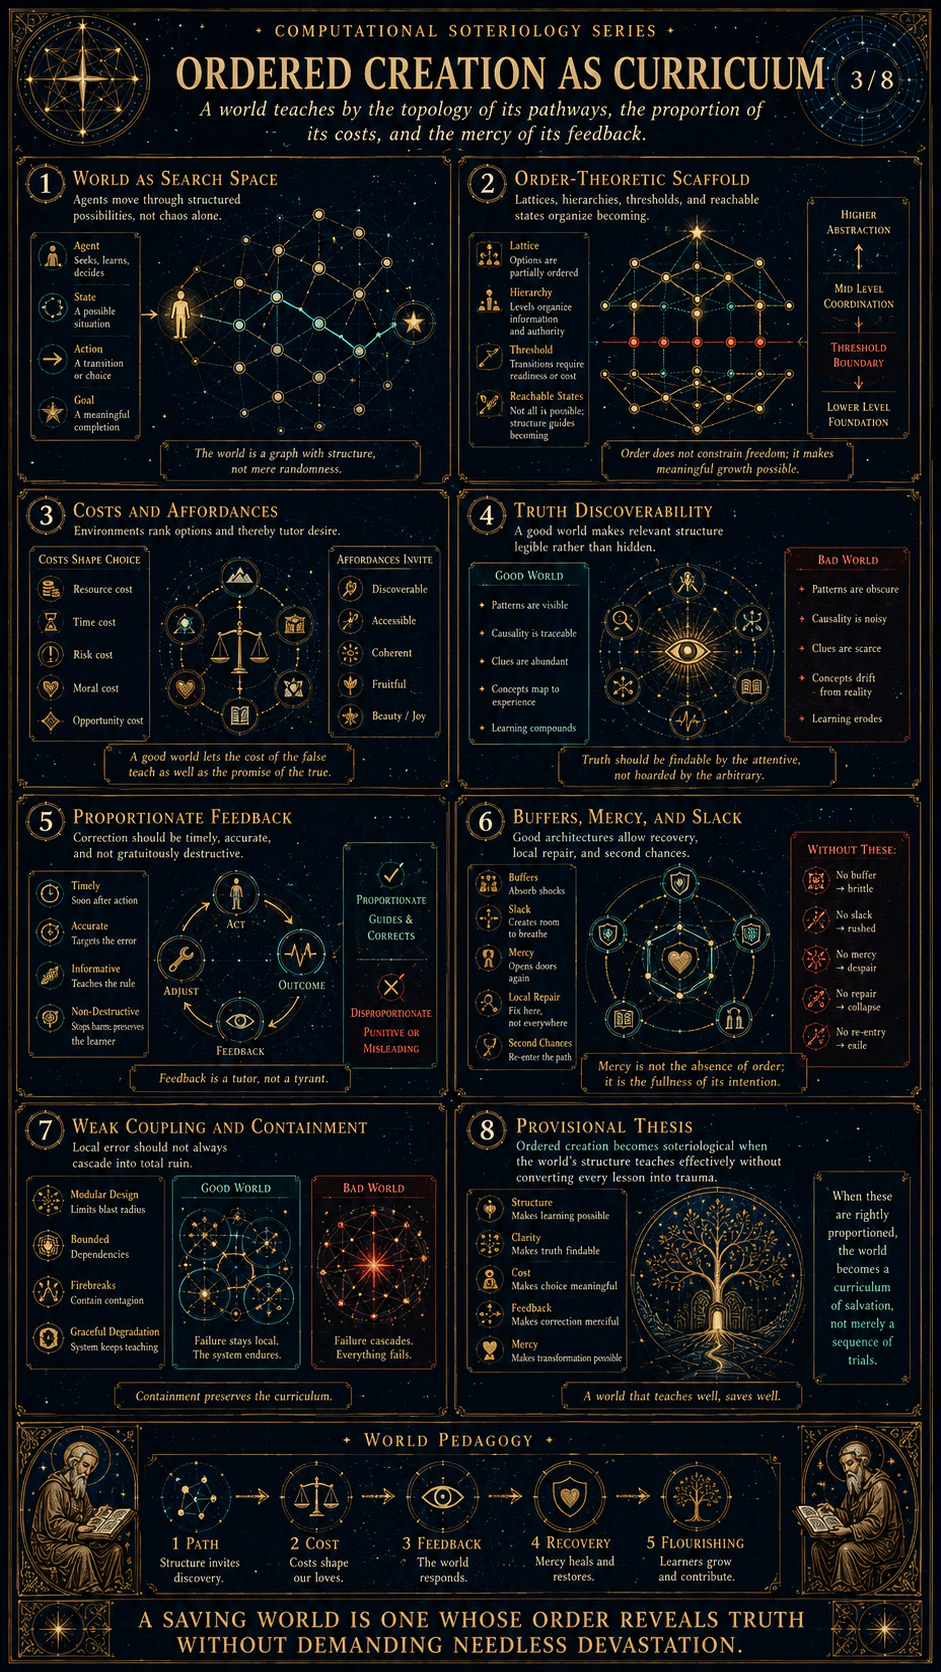 COMPUTATIONAL SOTERIOLOGY SERIES
ORDERED CREATION AS CURRICUUM
3/8
A world teaches by the topology of its pathways, the proportion of
its costs, and the mercy of its feedback.
1
WORLD AS SEARCH SPACE
Agents move through structured
possibilities, not chaos alone.
Agent
Seeks, learns,
decides
State
A possible
situation
Action
A transition
or choice
Goal
A meaningful
completion
The world is a graph with structure,
not mere randomness.
2
ORDER-THEORETIC SCAFFOLD
Lattices, hierarchies, thresholds, and reachable
states organize becoming.
Lattice
Options are
partially ordered
Hierarchy
Levels organize
information
and authority
Threshold
Transitions require
readiness or cost
Reachable States
Not all is possible;
structure guides
becoming
HIGHER
ABSTRACTION
MID LEVEL
COORDINATION
THRESHOLD
BOUNDARY
LOWER LEVEL
FOUNDATION
Order does not constrain freedom; it makes
meaningful growth possible.
3
COSTS AND AFFORDANCES
Environments rank options and thereby tutor desire.
COSTS SHAPE CHOICE
Resource cost
Time cost
Risk cost
Moral cost
Opportunity cost
AFFORDANCES INVITE
Discoverable
Accessible
Coherent
Fruitful
Beauty / Joy
A good world lets the cost of the false
teach as well as the promise of the true.
4
TRUTH DISCOVERABILITY
A good world makes relevant structure
legible rather than hidden.
GOOD WORLD
Patterns are visible
Causality is traceable
Clues are abundant
Concepts map to
experience
Learning compounds
BAD WORLD
Patterns are obscure
Causality is noisy
Clues are scarce
Concepts drift
from reality
Learning erodes
Truth should be findable by the attentive,
not hoarded by the arbitrary.
5
PROPORTIONATE FEEDBACK
Correction should be timely, accurate,
and not gratuitously destructive.
Timely
Soon after action
Accurate
Targets the error
Informative
Teaches the rule
Non-Destructive
Stops harm; preserves
the learner
ACT
OUTCOME
FEEDBACK
ADJUST
PROPORTIONATE
GUIDES &
CORRECTS
DISPROPORTIONATE
PUNITIVE OR
MISLEADING
Feedback is a tutor, not a tyrant.
6
BUFFERS, MERCY, AND SLACK
Good architectures allow recovery,
local repair, and second chances.
Buffers
Absorb shocks
Slack
Creates room
to breathe
Mercy
Opens doors
again
Local Repair
Fix here,
not everywhere
Second Chances
Re-enter the path
WITHOUT THESE:
No buffer
→ brittle
No slack
→ rushed
No mercy
→ despair
No repair
→ collapse
No re-entry
→ exile
Mercy is not the absence of order;
it is the fullness of its intention.
7
WEAK COUPLING AND CONTAINMENT
Local error should not always
cascade into total ruin.
Modular Design
Limits blast radius
Bounded
Dependencies
Firebreaks
Contain contagion
Graceful Degradation
System keeps teaching
GOOD WORLD
Failure stays local.
The system endures.
BAD WORLD
Failure cascades.
Everything fails.
Containment preserves the curriculum.
8
PROVISIONAL THESIS
Ordered creation becomes soteriological when
the world's structure teaches effectively without
converting every lesson into trauma.
Structure
Makes learning possible
Clarity
Makes truth findable
Cost
Makes choice meaningful
Feedback
Makes correction merciful
Mercy
Makes transformation possible
When these
are rightly
proportioned,
the world
becomes a
curriculum
of salvation,
not merely a
sequence of
trials.
A world that teaches well, saves well.
WORLD PEDAGOGY
1 PATH
Structure invites
discovery.
2 COST
Costs shape
our loves.
3 FEEDBACK
The world
responds.
4 RECOVERY
Mercy heals and
restores.
5 FLOURISHING
Learners grow
and contribute.
A SAVING WORLD IS ONE WHOSE ORDER REVEALS TRUTH
WITHOUT DEMANDING NEEDLESS DEVASTATION.